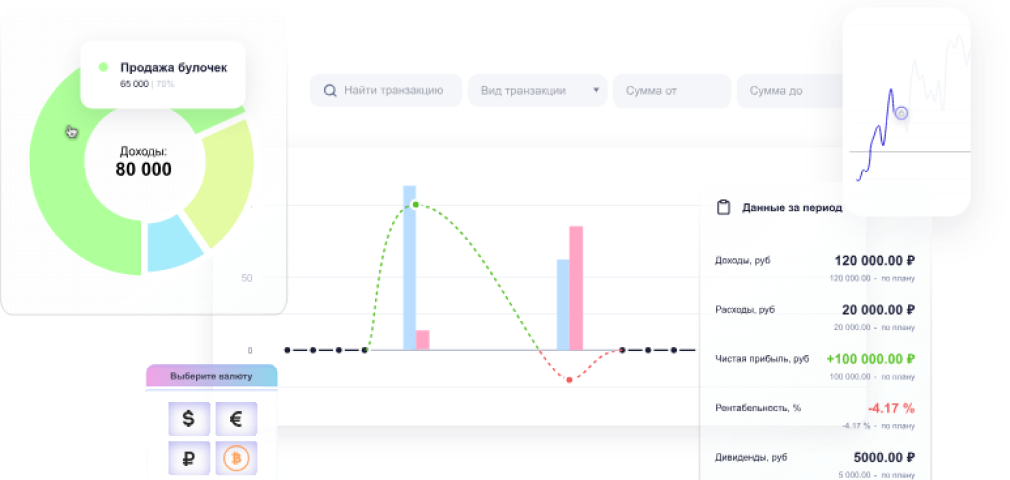 Продажа булочек
65 000 | 70%
Доходы:
80 000
Найти транзакцию
Вид транзакции
Сумма от
Сумма до
50
0
Выберите валюту
$
€
₽
₿
Данные за период
Доходы, руб
120 000.00 ₽
120 000.00 - по плану
Расходы, руб
20 000.00 ₽
20 000.00 - по плану
Чистая прибыль, руб
+100 000.00 ₽
100 000.00 - по плану
Рентабельность, %
-4.17 %
-4.17 % - по плану
Дивиденды, руб
5000.00 ₽
5 000.00 - по плану